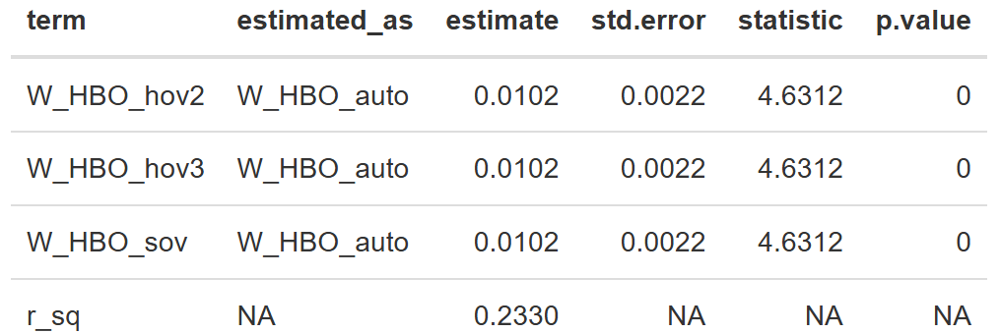 term estimated_as estimate std.error statistic p.value
W_HBO_hov2 W_HBO_auto 0.0102 0.0022 4.6312 0
W_HBO_hov3 W_HBO_auto 0.0102 0.0022 4.6312 0
W_HBO_sov W_HBO_auto 0.0102 0.0022 4.6312 0
r_sq NA 0.2330 NA NA NA